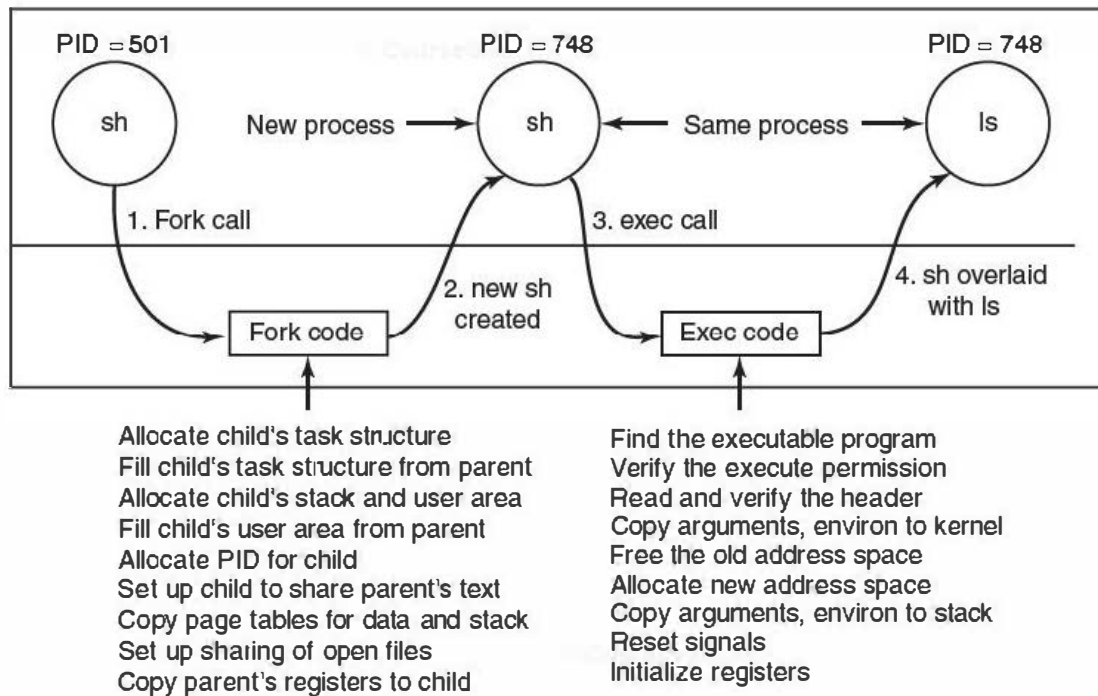 PID = 501
PID = 748
PID = 748
sh
New process
sh
Same process
ls
1. Fork call
3. exec call
2. new sh
created
4. sh overlaid
with ls
Fork code
Exec code
Allocate child's task structure
Fill child's task structure from parent
Allocate child's stack and user area
Fill child's user area from parent
Allocate PID for child
Set up child to share parent's text
Copy page tables for data and stack
Set up sharing of open files
Copy parent's registers to child
Find the executable program
Verify the execute permission
Read and verify the header
Copy arguments, environ to kernel
Free the old address space
Allocate new address space
Copy arguments, environ to stack
Reset signals
Initialize registers